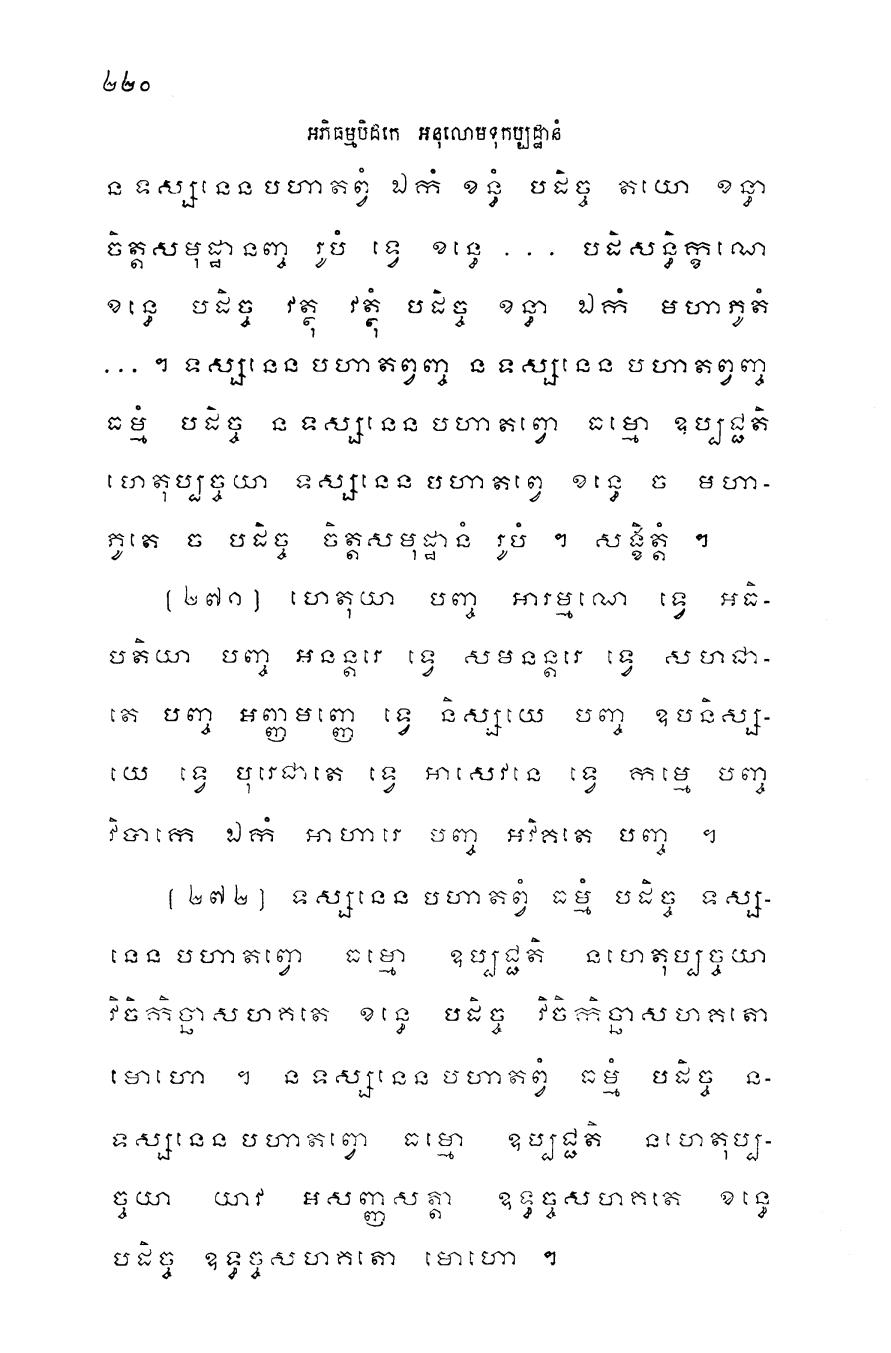 ២២០
អភិធម្មបិដកេ អនុលោមទុកប្បដ្ឋានំ
ន ទស្សនេន បហាតព្វំ ឯកំ ខន្ធំ បដិច្ច តយោ ខន្ធា
ចិត្តសមុដ្ឋានញ្ច រូបំ ទ្វេ ខន្ធេ ... បដិសន្ធិក្ខណេ
ខន្ធេ បដិច្ច វត្ថុ វត្ថុំ បដិច្ច ខន្ធា ឯកំ មហាភូតំ
... ។ ទស្សនេន បហាតព្វញ្ច ន ទស្សនេន បហាតព្វញ្ច
ធម្មំ បដិច្ច ន ទស្សនេន បហាតព្វោ ធម្មោ ឧប្បជ្ជតិ
ហេតុប្បច្ចយា ទស្សនេន បហាតព្វេ ខន្ធេ ច មហា-
ភូតេ ច បដិច្ច ចិត្តសមុដ្ឋានំ រូបំ ។ សង្ខិត្តំ ។
[២៧១] ហេតុយា បញ្ច អារម្មណេ ទ្វេ អធិ-
បតិយា បញ្ច អនន្តរេ ទ្វេ សមនន្តរេ ទ្វេ សហជា-
តេ បញ្ច អញ្ញមញ្ញេ ទ្វេ និស្សយេ បញ្ច ឧបនិស្ស-
យេ ទ្វេ បុរេជាតេ ទ្វេ អាសេវនេ ទ្វេ កម្មេ បញ្ច
វិបាកេ ឯកំ អាហារេ បញ្ច អវិគតេ បញ្ច ។
[២៧២] ទស្សនេន បហាតព្វំ ធម្មំ បដិច្ច ទស្ស-
នេន បហាតព្វោ ធម្មោ ឧប្បជ្ជតិ នហេតុប្បច្ចយា
វិចិកិច្ឆាសហគតេ ខន្ធេ បដិច្ច វិចិកិច្ឆាសហគតោ
មោហោ ។ ន ទស្សនេន បហាតព្វំ ធម្មំ បដិច្ច ន-
ទស្សនេន បហាតព្វោ ធម្មោ ឧប្បជ្ជតិ នហេតុប្ប-
ច្ចយា យាវ អសញ្ញសត្តា ឧទ្ធច្ចសហគតេ ខន្ធេ
បដិច្ច ឧទ្ធច្ចសហគតោ មោហោ ។